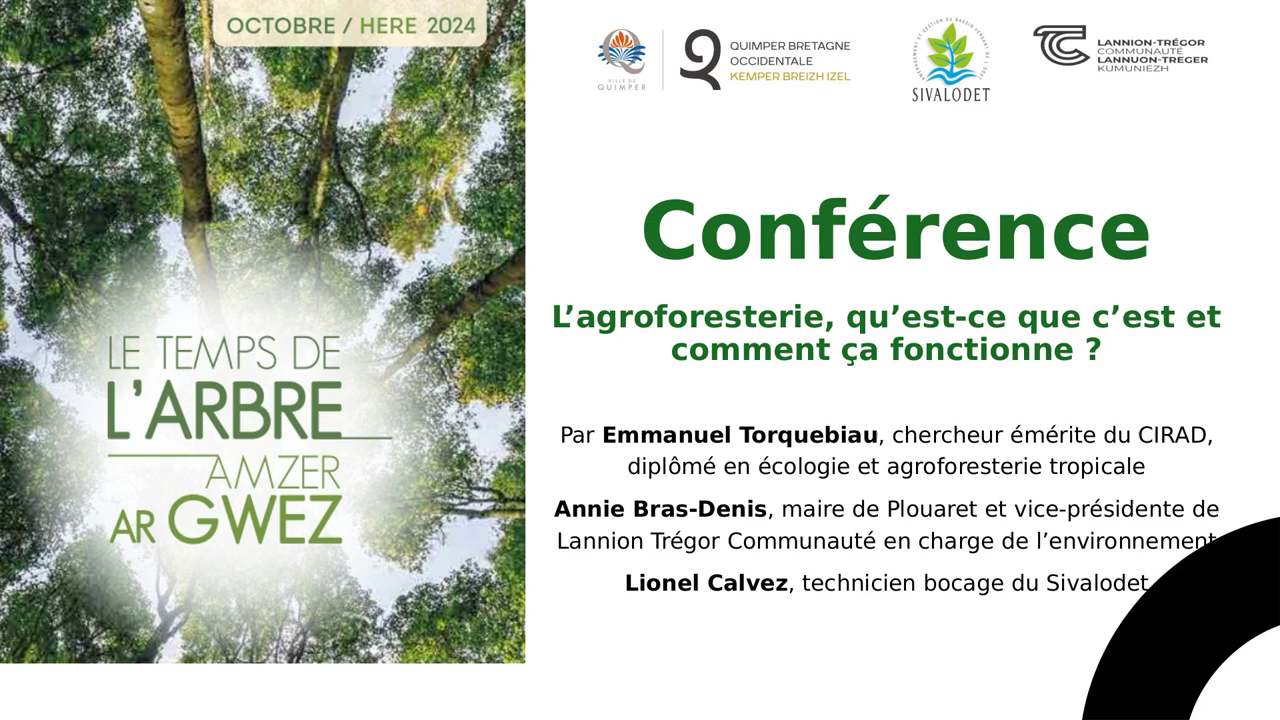 OCTOBRE / HERE 2024
LE TEMPS DE
L'ARBRE
AMZER
AR GWEZ
VILLE DE
QUIMPER
QUIMPER BRETAGNE
OCCIDENTALE
KEMPER BREIZH IZEL
SIVALODET
LANNION-TRÉGOR
COMMUNAUTÉ
LANNUON-TREGER
KUMUNIEZH
Conférence
L’agroforesterie, qu’est-ce que c’est et
comment ça fonctionne ?
Par Emmanuel Torquebiau, chercheur émérite du CIRAD,
diplômé en écologie et agroforesterie tropicale
Annie Bras-Denis, maire de Plouaret et vice-présidente de
Lannion Trégor Communauté en charge de l’environnement
Lionel Calvez, technicien bocage du Sivalodet